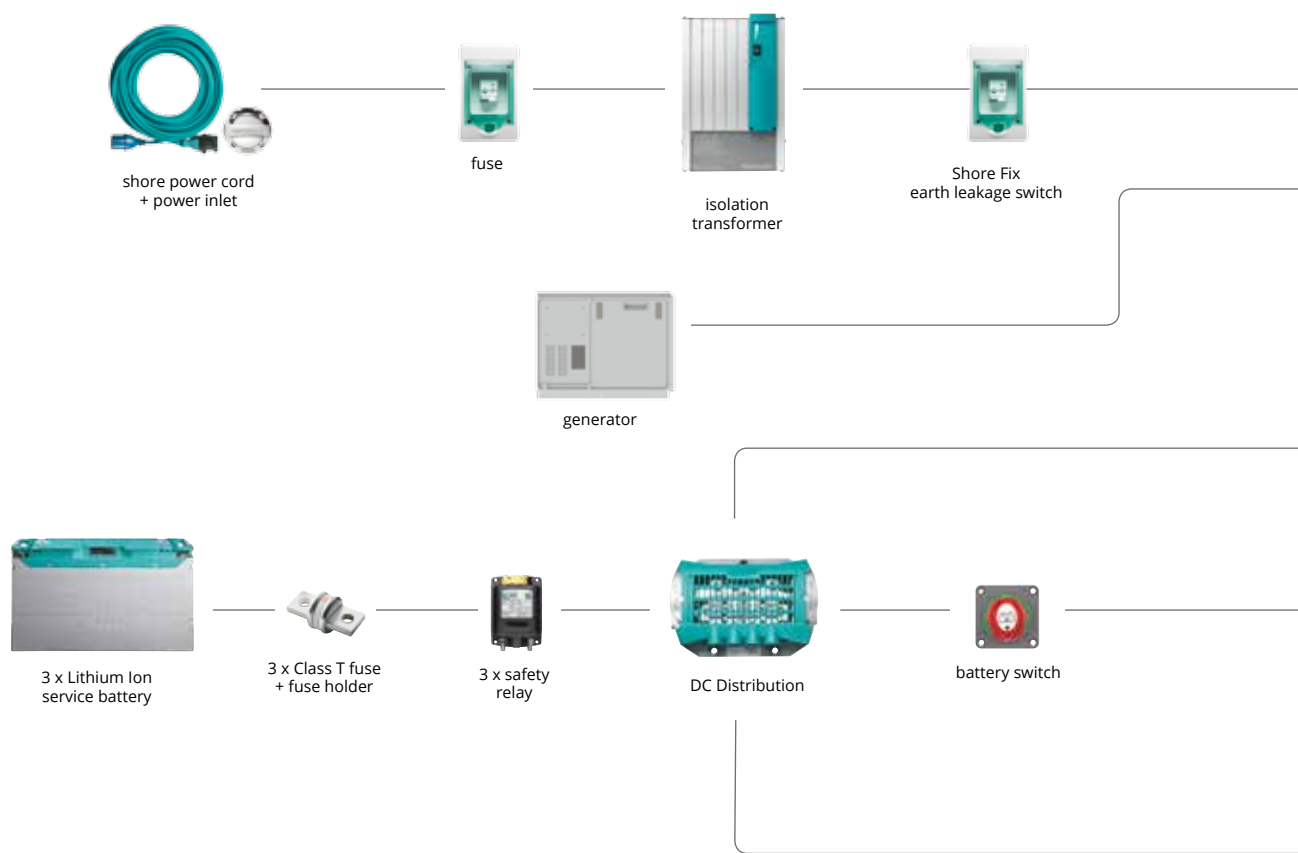 shore power cord
+ power inlet
fuse
isolation
transformer
Shore Fix
earth leakage switch
generator
3 x Lithium Ion
service battery
3 x Class T fuse
+ fuse holder
3 x safety
relay
DC Distribution
battery switch